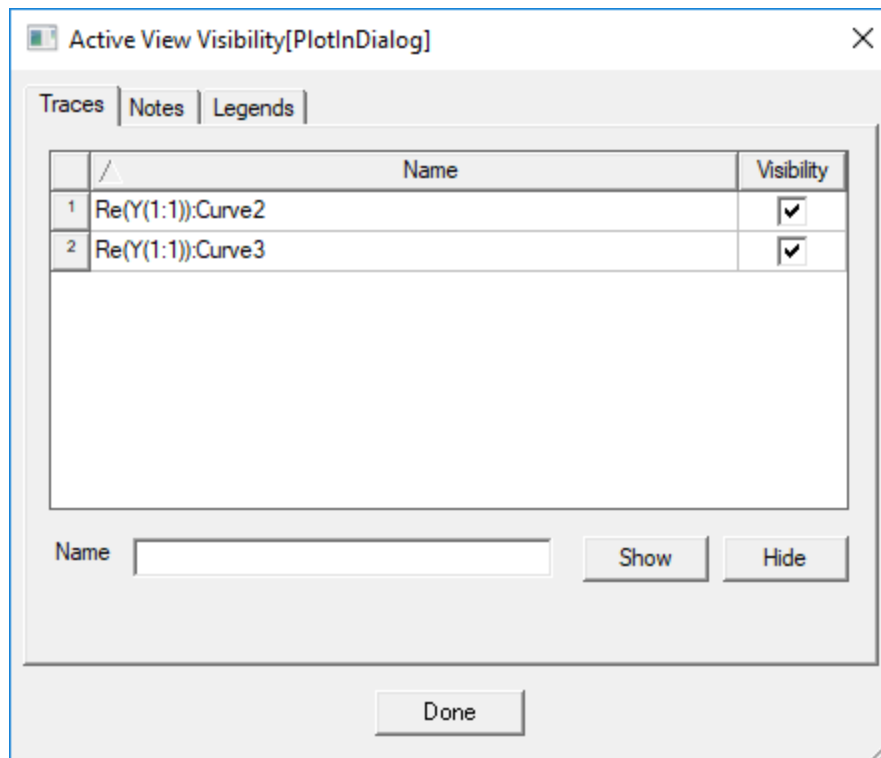 Active View Visibility[PlotInDialog]
Traces Notes Legends
Name Visibility
1 Re(Y(1:1)):Curve2
2 Re(Y(1:1)):Curve3
Name Show Hide
Done